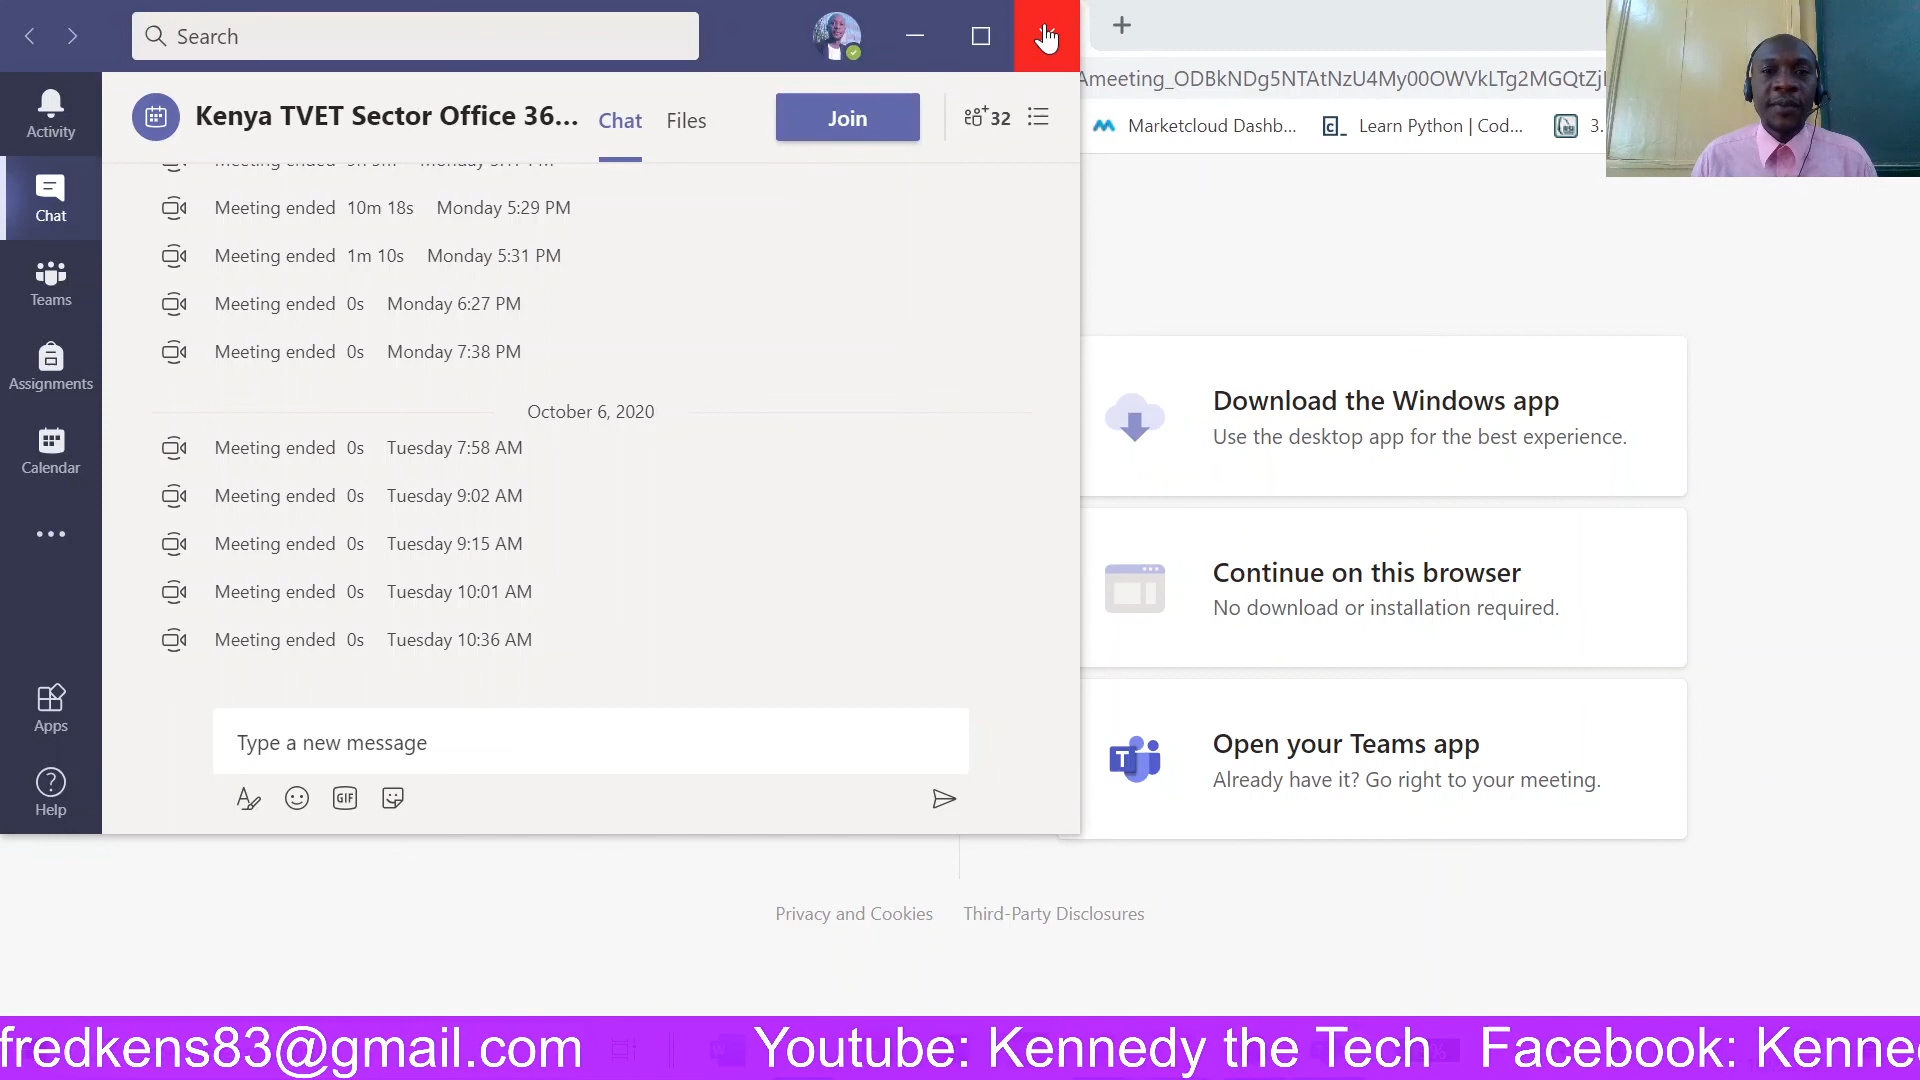 Search
Activity
Chat
Teams
Assignments
Calendar
Apps
Help
Kenya TVET Sector Office 36...
Chat
Files
Join
32
Meeting ended 10m 18s Monday 5:29 PM
Meeting ended 1m 10s Monday 5:31 PM
Meeting ended 0s Monday 6:27 PM
Meeting ended 0s Monday 7:38 PM
October 6, 2020
Meeting ended 0s Tuesday 7:58 AM
Meeting ended 0s Tuesday 9:02 AM
Meeting ended 0s Tuesday 9:15 AM
Meeting ended 0s Tuesday 10:01 AM
Meeting ended 0s Tuesday 10:36 AM
Type a new message
GIF
Marketcloud Dashb...
Learn Python | Cod...
3.
Download the Windows app
Use the desktop app for the best experience.
Continue on this browser
No download or installation required.
T
Open your Teams app
Already have it? Go right to your meeting.
Privacy and Cookies
Third-Party Disclosures
fredkens83@gmail.com Youtube: Kennedy the Tech Facebook: Kenne